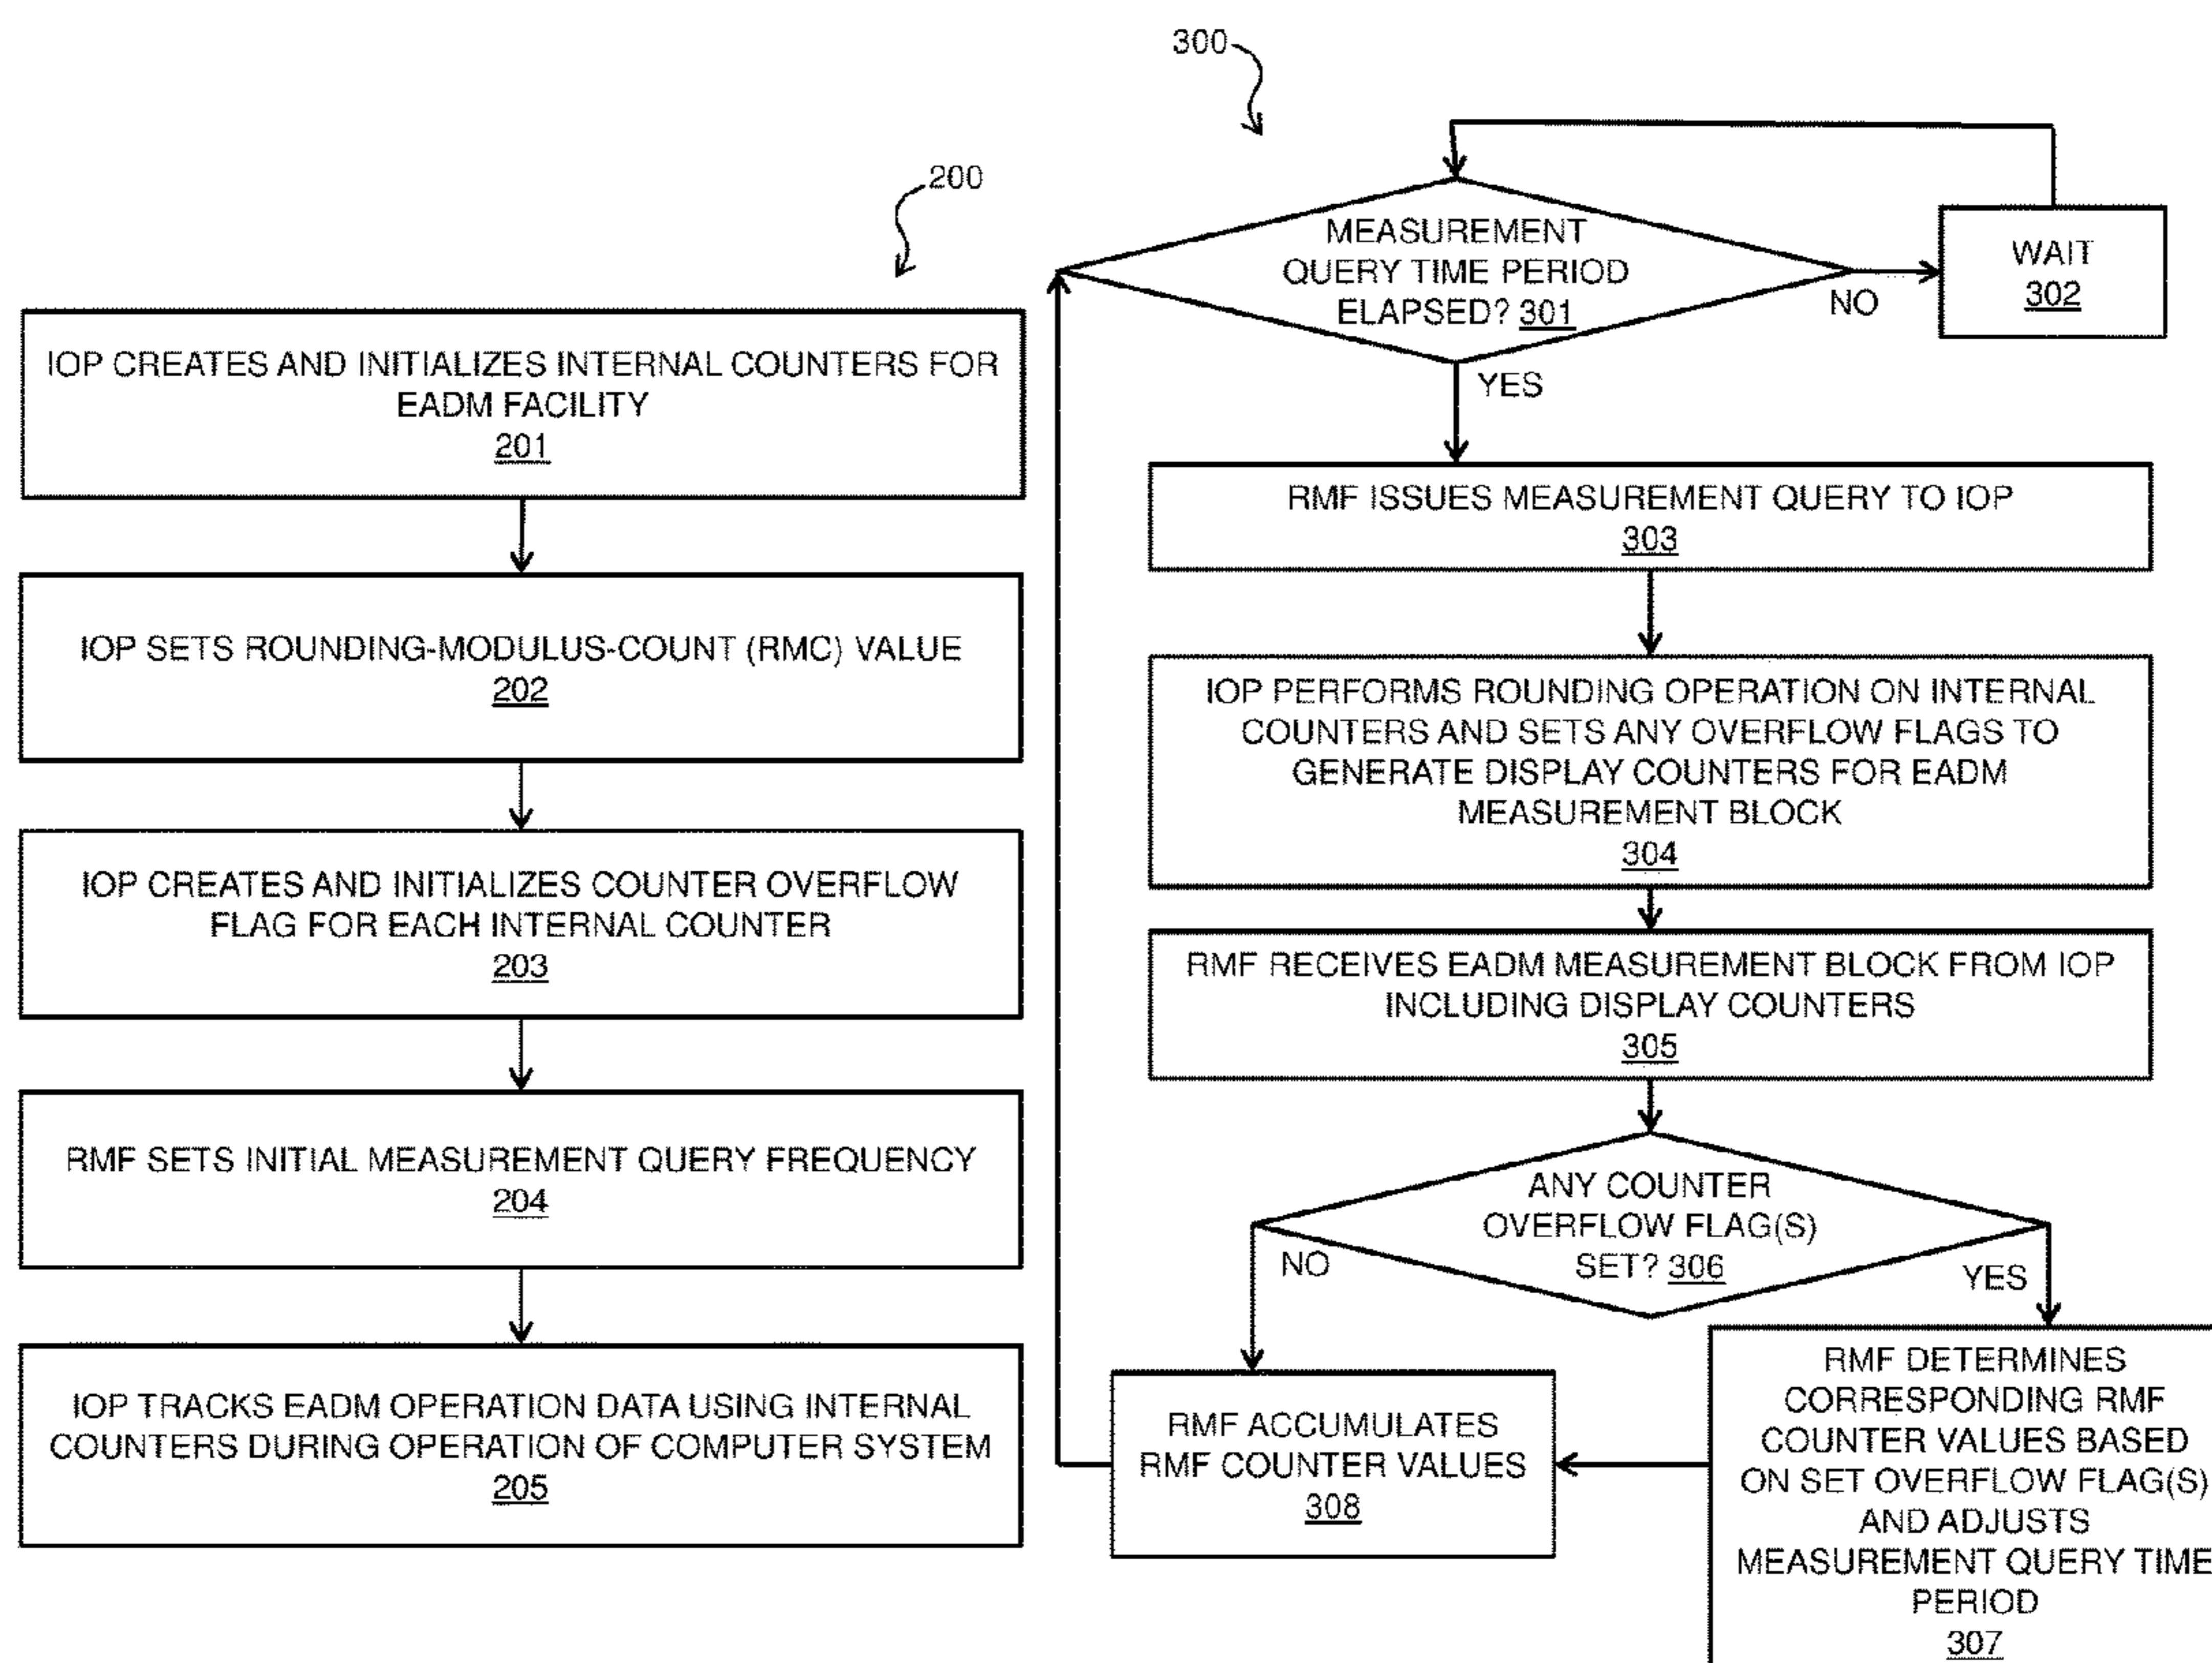 200
IOP CREATES AND INITIALIZES INTERNAL COUNTERS FOR
EADM FACILITY
201
IOP SETS ROUNDING-MODULUS-COUNT (RMC) VALUE
202
IOP CREATES AND INITIALIZES COUNTER OVERFLOW
FLAG FOR EACH INTERNAL COUNTER
203
RMF SETS INITIAL MEASUREMENT QUERY FREQUENCY
204
IOP TRACKS EADM OPERATION DATA USING INTERNAL
COUNTERS DURING OPERATION OF COMPUTER SYSTEM
205
300
MEASUREMENT
QUERY TIME PERIOD
ELAPSED? 301
NO
WAIT
302
YES
RMF ISSUES MEASUREMENT QUERY TO IOP
303
IOP PERFORMS ROUNDING OPERATION ON INTERNAL
COUNTERS AND SETS ANY OVERFLOW FLAGS TO
GENERATE DISPLAY COUNTERS FOR EADM
MEASUREMENT BLOCK
304
RMF RECEIVES EADM MEASUREMENT BLOCK FROM IOP
INCLUDING DISPLAY COUNTERS
305
ANY COUNTER
OVERFLOW FLAG(S)
SET? 306
NO
YES
RMF DETERMINES
CORRESPONDING RMF
COUNTER VALUES BASED
ON SET OVERFLOW FLAG(S)
AND ADJUSTS
MEASUREMENT QUERY TIME
PERIOD
307
RMF ACCUMULATES
RMF COUNTER VALUES
308